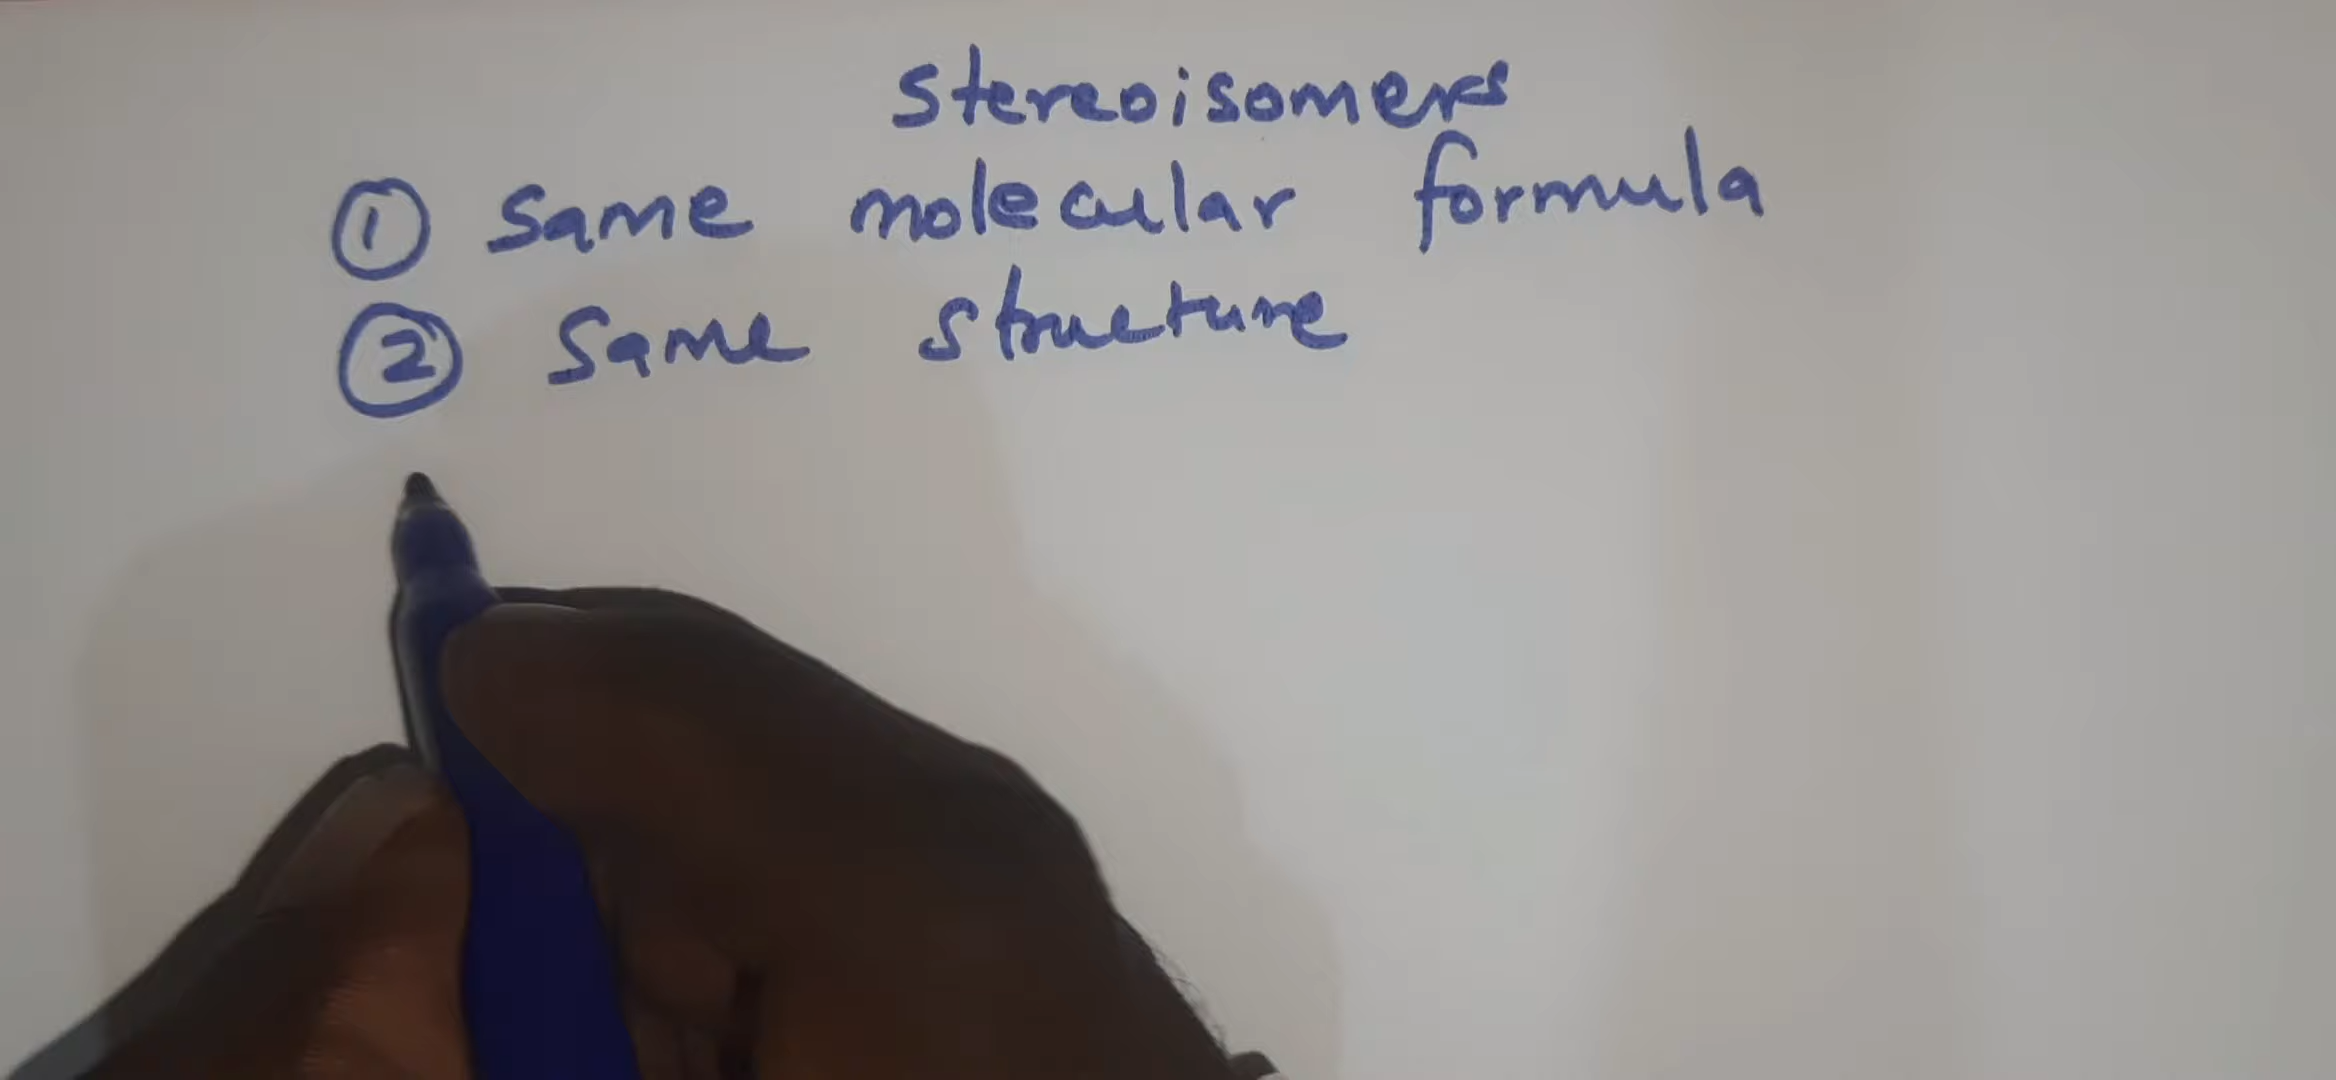 Stereoisomers
① Same molecular formula
② Same structure